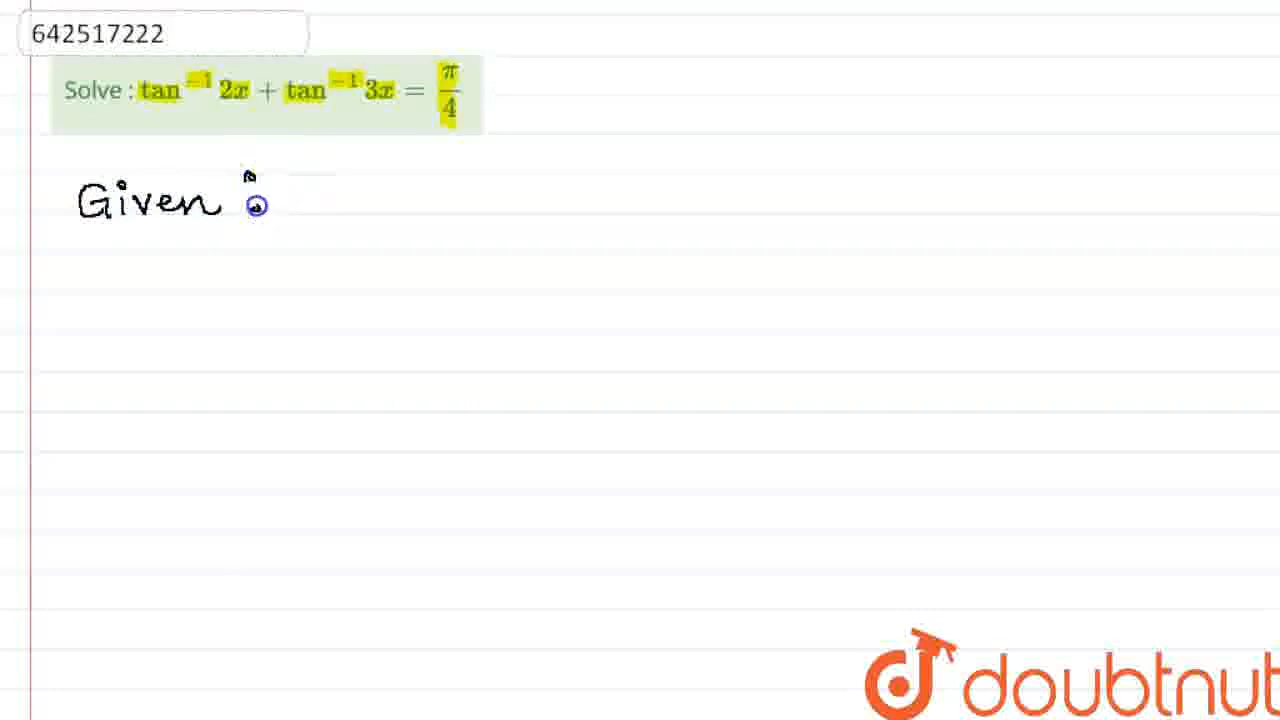 642517222
Solve : tan⁻¹ 2x + tan⁻¹ 3x = π/4
Given :
doubtnut